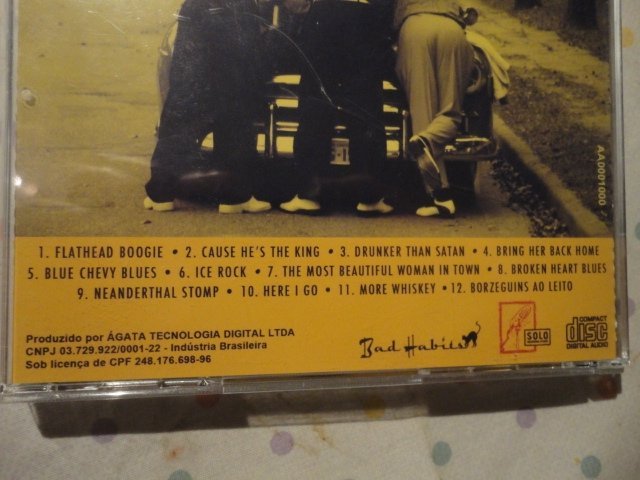 AA0001000
1. FLATHEAD BOOGIE • 2. CAUSE HE'S THE KING • 3. DRUNKER THAN SATAN • 4. BRING HER BACK HOME
5. BLUE CHEVY BLUES • 6. ICE ROCK • 7. THE MOST BEAUTIFUL WOMAN IN TOWN • 8. BROKEN HEART BLUES
9. NEANDERTHAL STOMP • 10. HERE I GO • 11. MORE WHISKEY • 12. BORZEGUINS AO LEITO
Produzido por ÁGATA TECNOLOGIA DIGITAL LTDA
CNPJ 03.729.922/0001-22 - Indústria Brasileira
Sob licença de CPF 248.176.698-96
Bad Habits
SOLO
COMPACT
disc
DIGITAL AUDIO